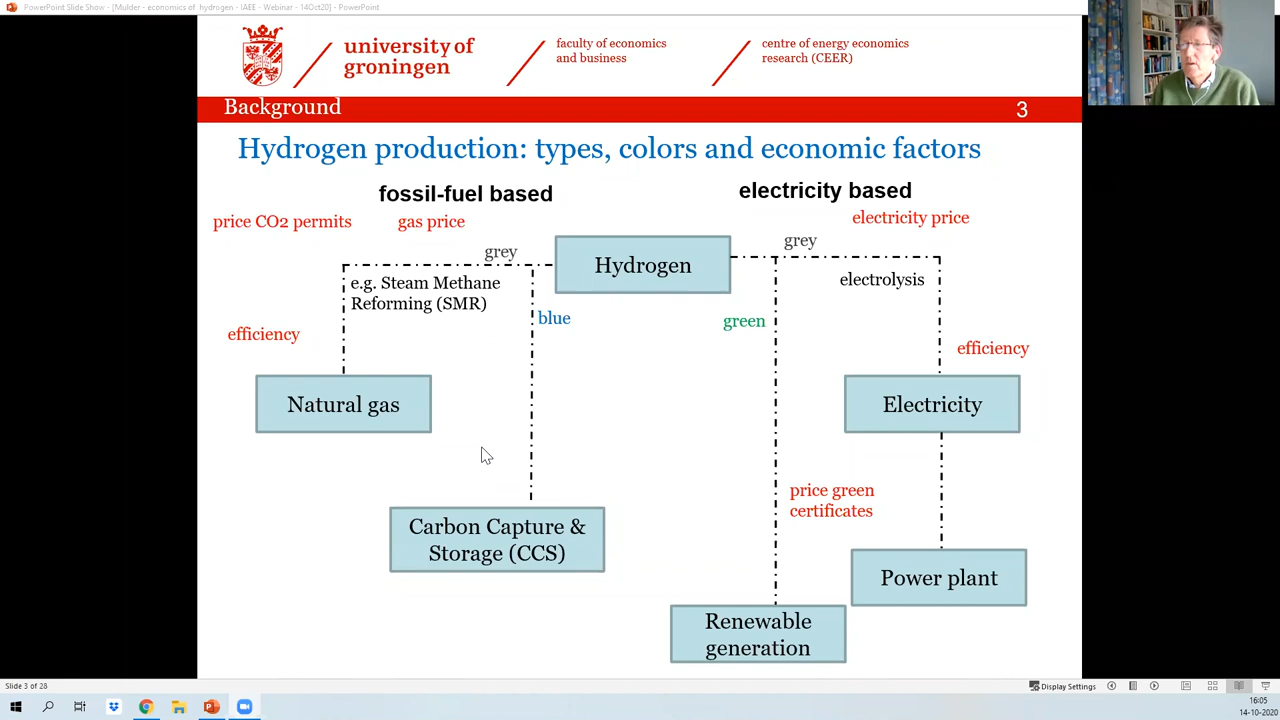 PowerPoint Slide Show - [Mulder - economics of hydrogen - IAEE - Webinar - 14Oct20] - PowerPoint
university of
groningen
faculty of economics
and business
centre of energy economics
research (CEER)
Background
3
Hydrogen production: types, colors and economic factors
fossil-fuel based
electricity based
price CO2 permits
gas price
electricity price
grey
Hydrogen
grey
e.g. Steam Methane
Reforming (SMR)
electrolysis
blue
green
efficiency
efficiency
Natural gas
Electricity
price green
certificates
Carbon Capture &
Storage (CCS)
Power plant
Renewable
generation
Slide 3 of 28
Display Settings
16:05
14-10-2020